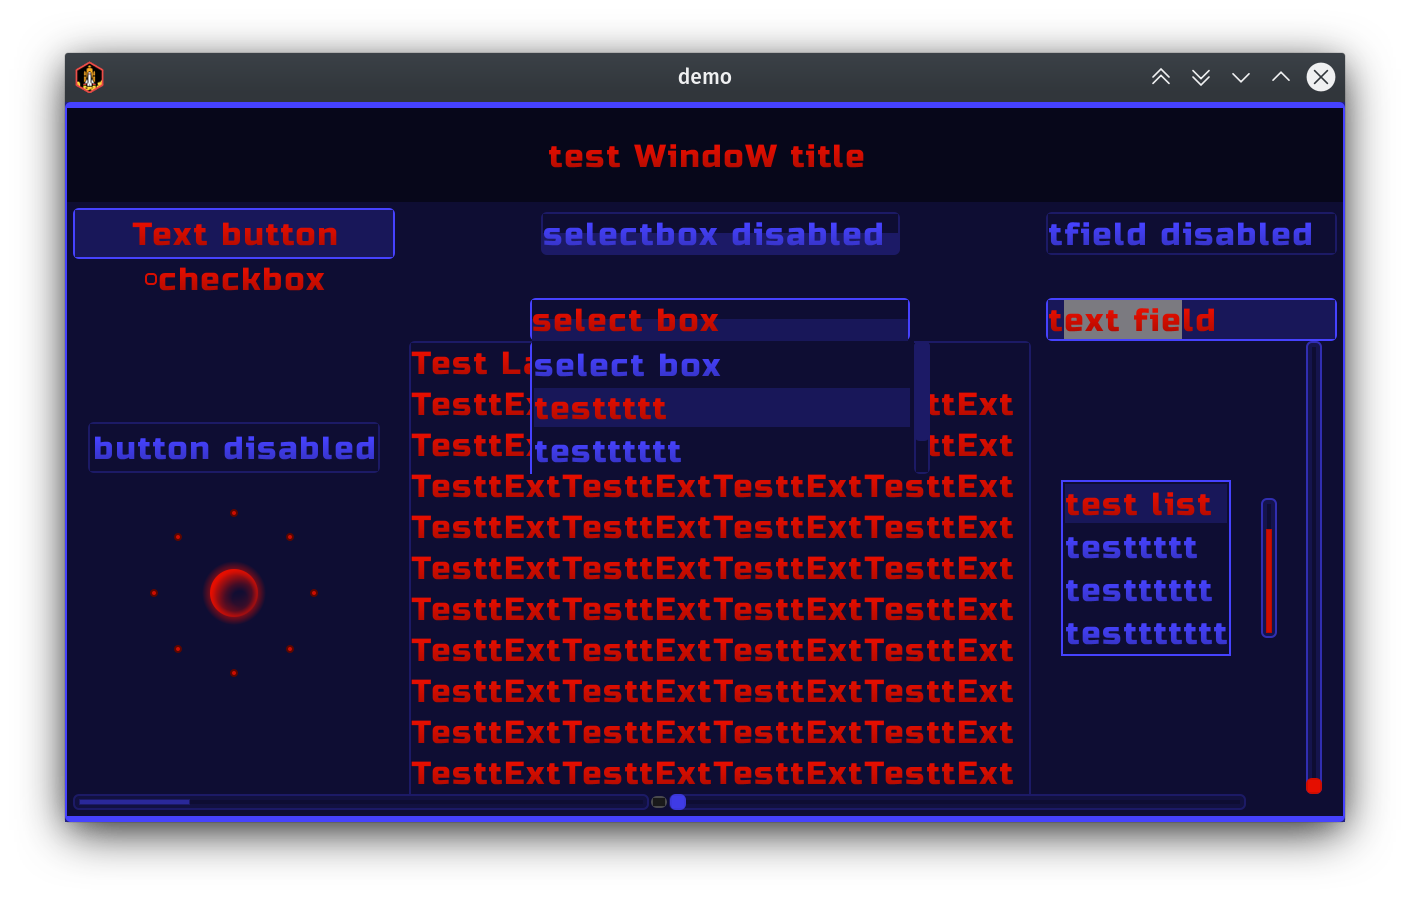 demo
test WindoW title
Text button
selectbox disabled
tfield disabled
checkbox
select box
text field
Test La
select box
TesttEx
testtttt
ttExt
button disabled
TesttEx
testttttt
ttExt
TesttExtTesttExtTesttExtTesttExt
test list
TesttExtTesttExtTesttExtTesttExt
testtttt
TesttExtTesttExtTesttExtTesttExt
testttttt
TesttExtTesttExtTesttExtTesttExt
testtttttt
TesttExtTesttExtTesttExtTesttExt
TesttExtTesttExtTesttExtTesttExt
TesttExtTesttExtTesttExtTesttExt
TesttExtTesttExtTesttExtTesttExt